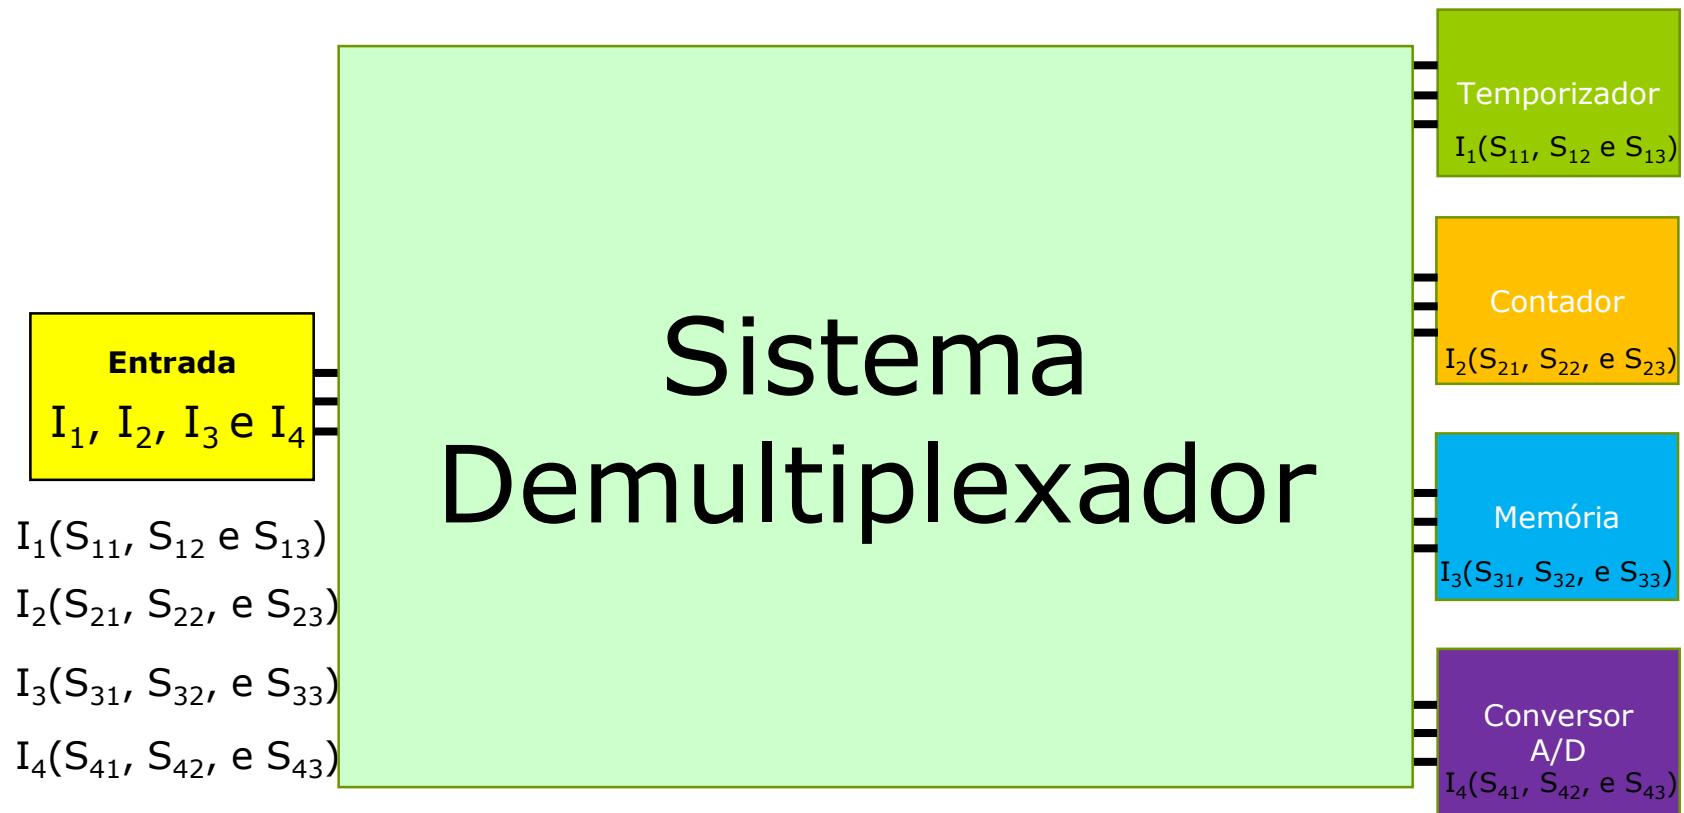 Entrada
I₁, I₂, I₃ e I₄
I₁(S₁₁, S₁₂ e S₁₃)
I₂(S₂₁, S₂₂, e S₂₃)
I₃(S₃₁, S₃₂, e S₃₃)
I₄(S₄₁, S₄₂, e S₄₃)
Sistema
Demultiplexador
Temporizador
I₁(S₁₁, S₁₂ e S₁₃)
Contador
I₂(S₂₁, S₂₂, e S₂₃)
Memória
I₃(S₃₁, S₃₂, e S₃₃)
Conversor
A/D
I₄(S₄₁, S₄₂, e S₄₃)